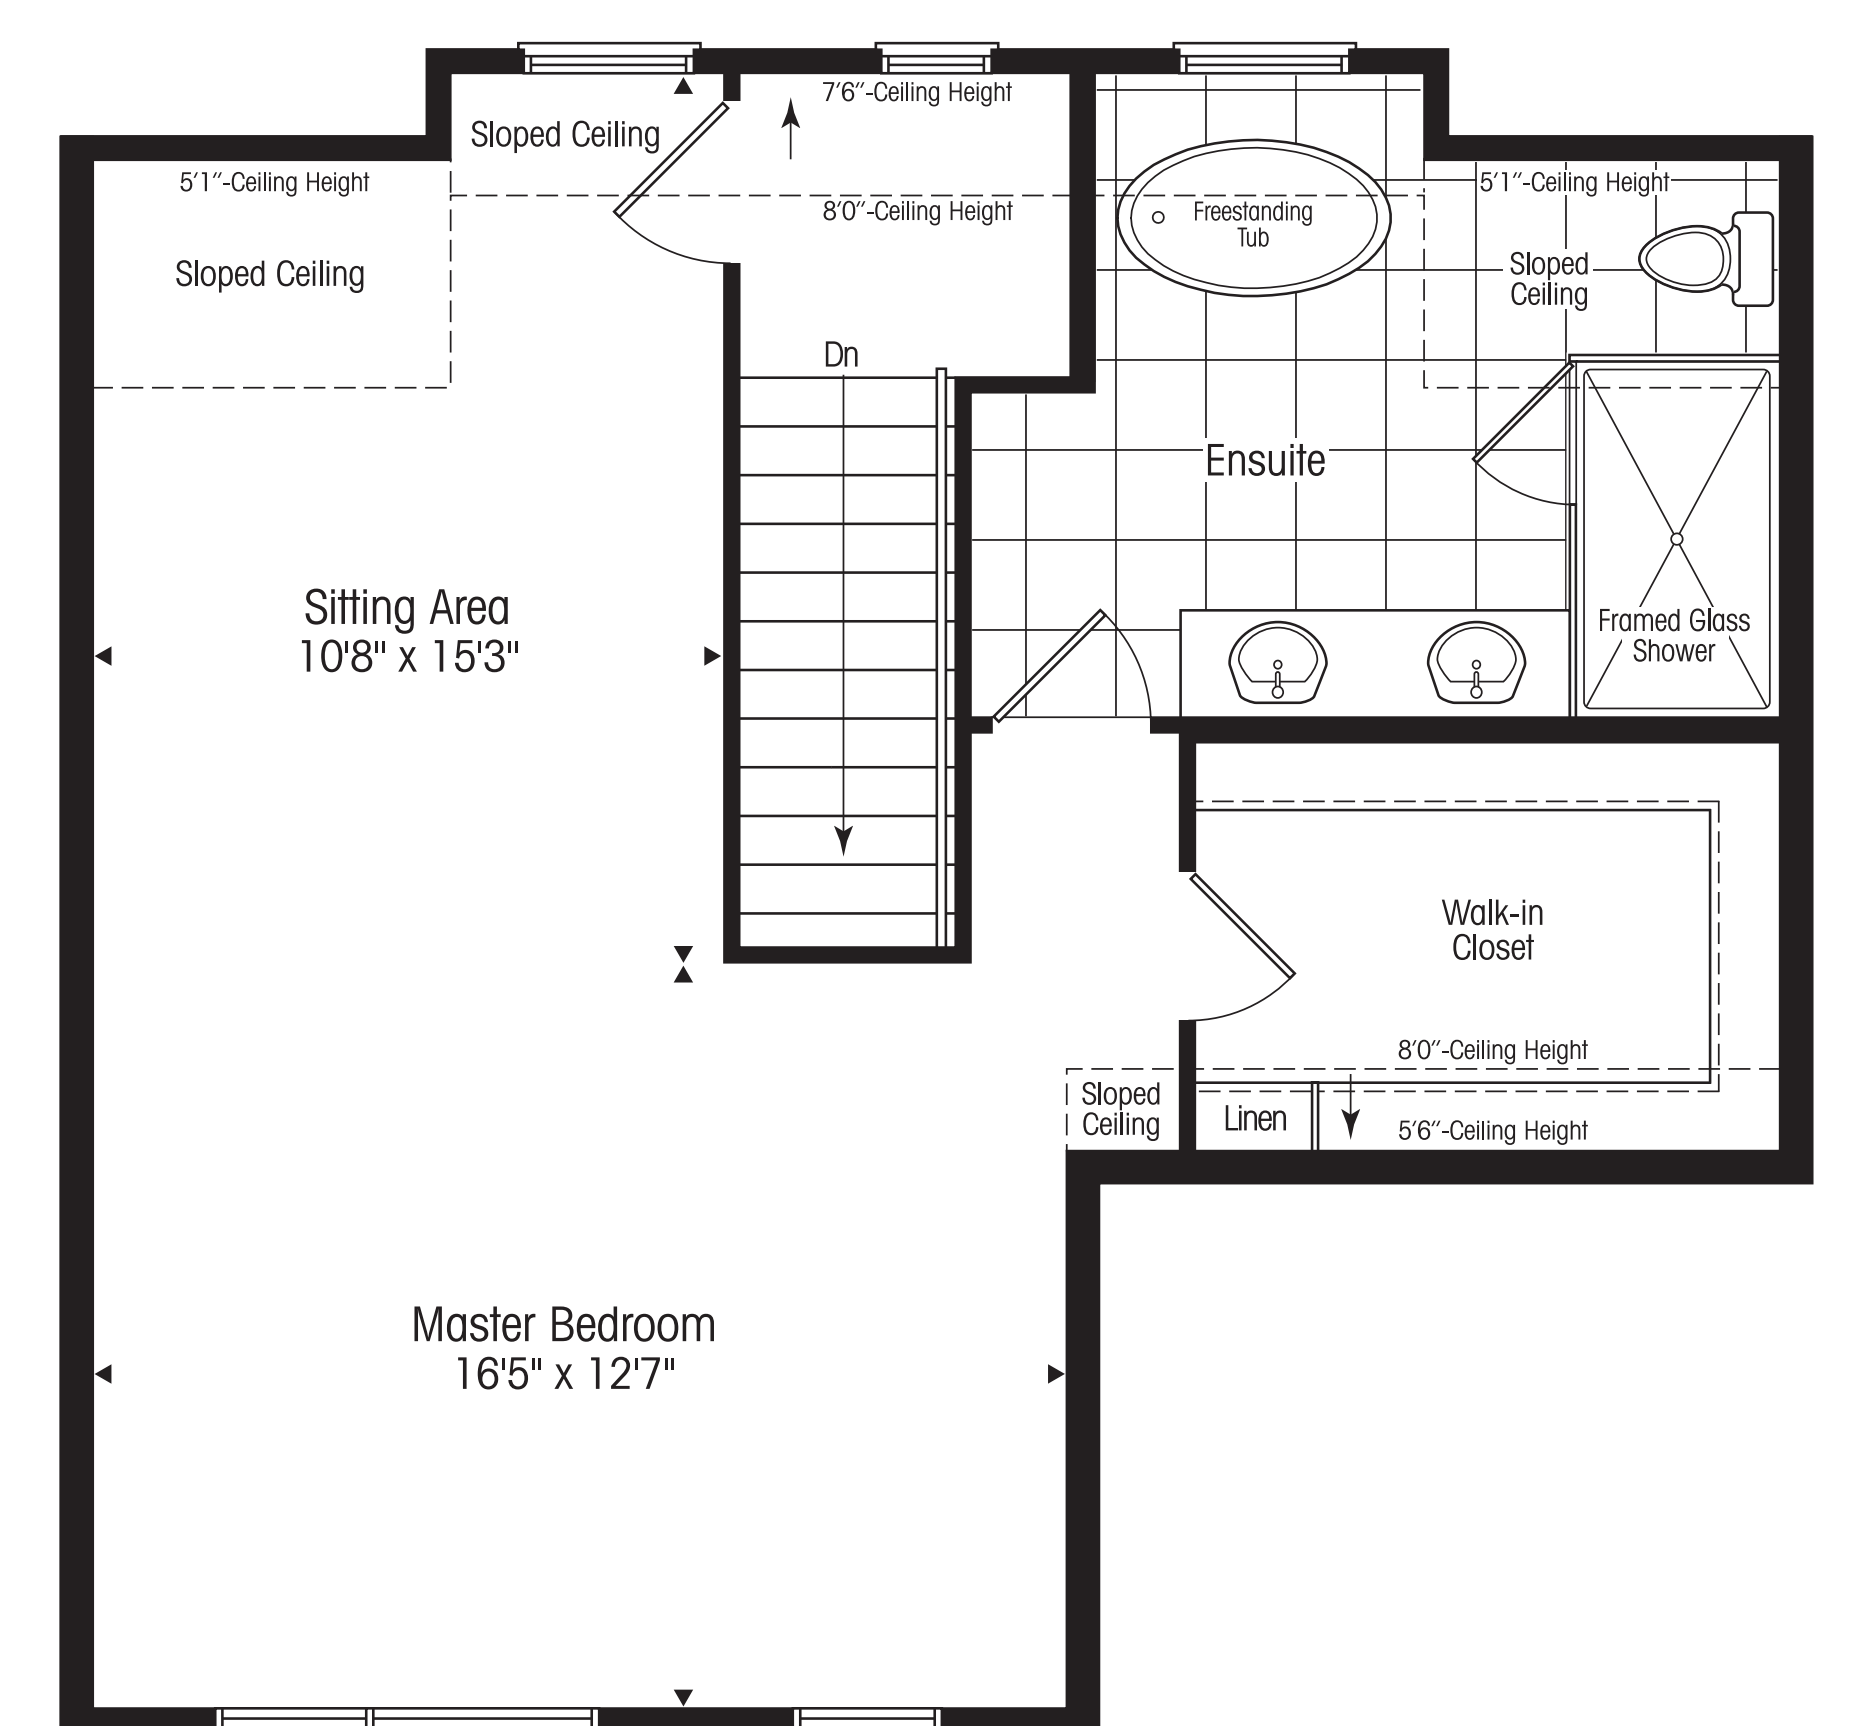 7'6"-Ceiling Height
Sloped Ceiling
5'1"-Ceiling Height
5'1"-Ceiling Height
8'0"-Ceiling Height
Freestanding
Tub
Sloped Ceiling
Sloped
Ceiling
Dn
Ensuite
Sitting Area
10'8" x 15'3"
Framed Glass
Shower
Walk-in
Closet
8'0"-Ceiling Height
Sloped
Ceiling
Linen
5'6"-Ceiling Height
Master Bedroom
16'5" x 12'7"